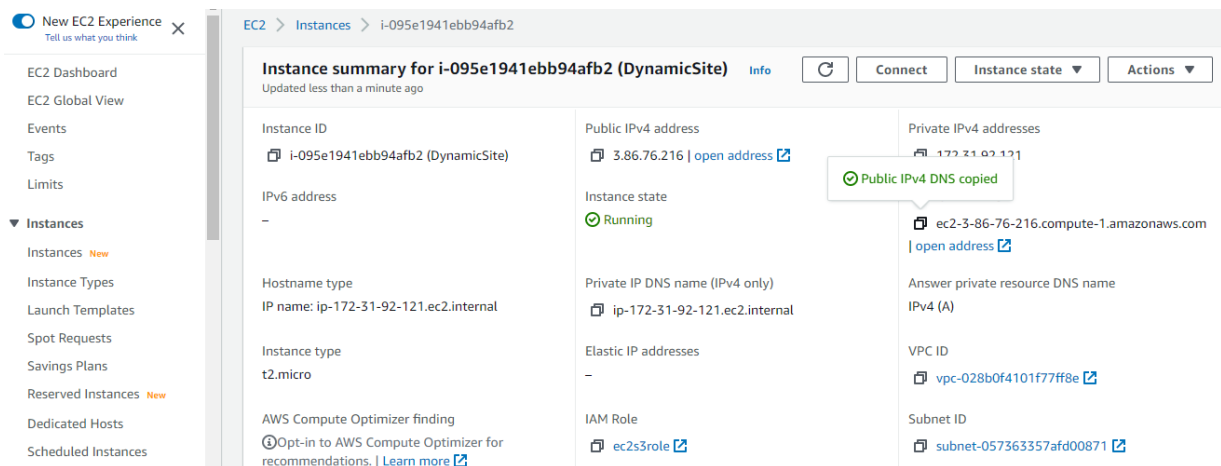 New EC2 Experience
Tell us what you think
EC2 Dashboard
EC2 Global View
Events
Tags
Limits
Instances
Instances New
Instance Types
Launch Templates
Spot Requests
Savings Plans
Reserved Instances New
Dedicated Hosts
Scheduled Instances
EC2 > Instances > i-095e1941ebb94afb2
Instance summary for i-095e1941ebb94afb2 (DynamicSite) Info
Connect
Instance state
Actions
Updated less than a minute ago
Instance ID
i-095e1941ebb94afb2 (DynamicSite)
Public IPv4 address
3.86.76.216 | open address
Private IPv4 addresses
172.31.92.121
Public IPv4 DNS copied
IPv6 address
–
Instance state
Running
ec2-3-86-76-216.compute-1.amazonaws.com
| open address
Hostname type
IP name: ip-172-31-92-121.ec2.internal
Private IP DNS name (IPv4 only)
ip-172-31-92-121.ec2.internal
Answer private resource DNS name
IPv4 (A)
Instance type
t2.micro
Elastic IP addresses
–
VPC ID
vpc-028b0f4101f77ff8e
AWS Compute Optimizer finding
Opt-in to AWS Compute Optimizer for
recommendations. | Learn more
IAM Role
ec2s3role
Subnet ID
subnet-057363357afd00871